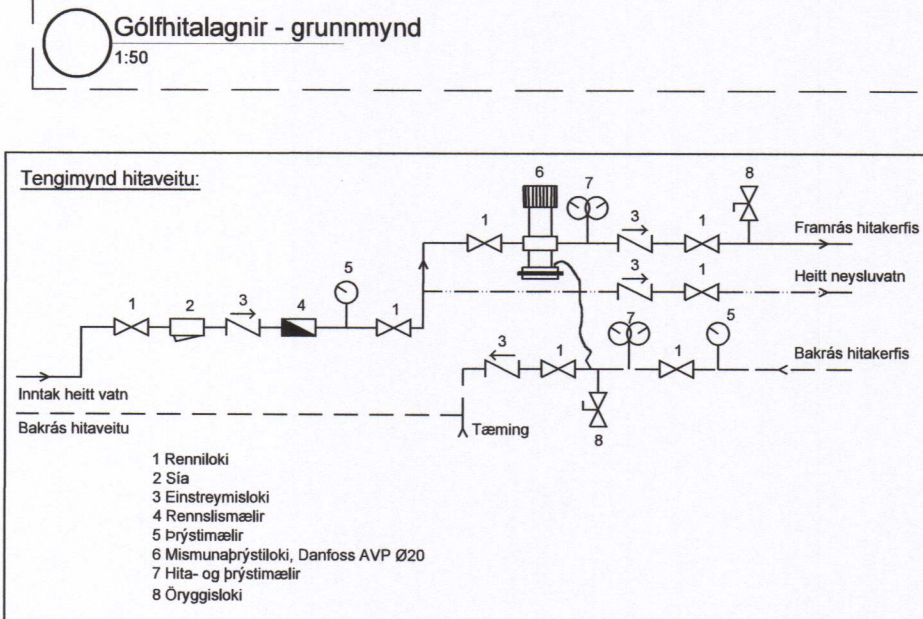 Gólfhitalagnir - grunnmynd
1:50
Tengimynd hitaveitu:
6
7
8
1
3
1
Framrás hitakerfis
5
3
1
Heitt neysluvatn
1
2
3
4
1
3
1
7
1
5
Bakrás hitakerfis
Inntak heitt vatn
Bakrás hitaveitu
Tæming
8
1 Renniloki
2 Sía
3 Einstreymisloki
4 Rennslismælir
5 Þrýstimælir
6 Mismunaþrýstiloki, Danfoss AVP Ø20
7 Hita- og þrýstimælir
8 Öryggisloki